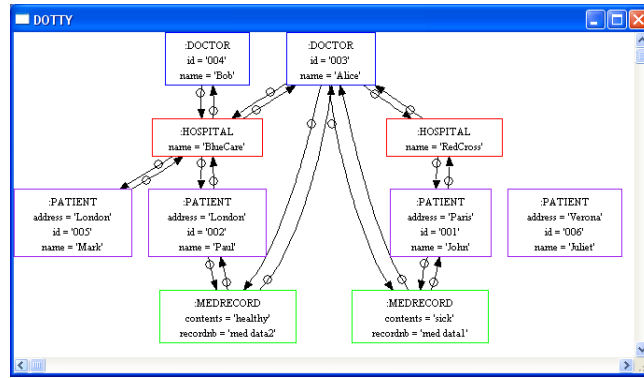 DOTTY
:DOCTOR
id = '004'
name = 'Bob'
:DOCTOR
id = '003'
name = 'Alice'
:HOSPITAL
name = 'BlueCare'
:HOSPITAL
name = 'RedCross'
:PATIENT
address = 'London'
id = '005'
name = 'Mark'
:PATIENT
address = 'London'
id = '002'
name = 'Paul'
:PATIENT
address = 'Paris'
id = '001'
name = 'John'
:PATIENT
address = 'Verona'
id = '006'
name = 'Juliet'
:MEDRECORD
contents = 'healthy'
recordnb = 'med data2'
:MEDRECORD
contents = 'sick'
recordnb = 'med data1'